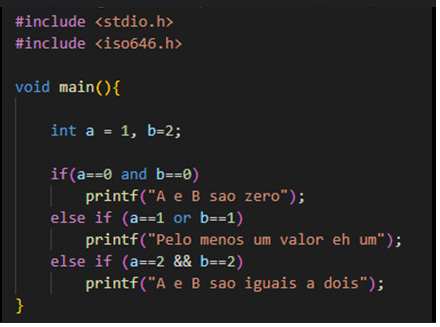 #include <stdio.h>
#include <iso646.h>
void main(){
int a = 1, b=2;
if(a==0 and b==0)
printf("A e B sao zero");
else if (a==1 or b==1)
printf("Pelo menos um valor eh um");
else if (a==2 && b==2)
printf("A e B sao iguais a dois");
}